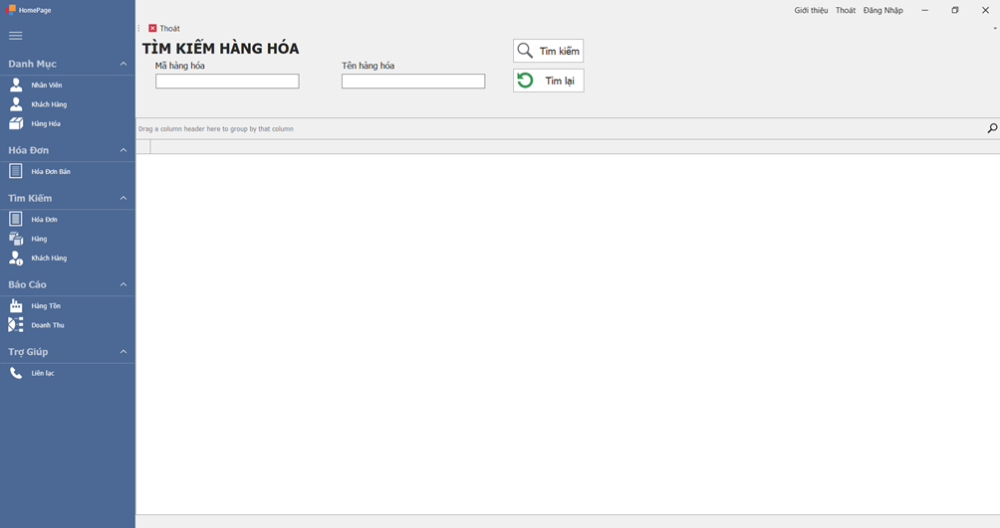 HomePage
Giới thiệu Thoát Đăng Nhập
Thoát
TÌM KIẾM HÀNG HÓA
Mã hàng hóa
Tên hàng hóa
Tìm kiếm
Tìm lại
Drag a column header here to group by that column
Danh Mục
Nhân Viên
Khách Hàng
Hàng Hóa
Hóa Đơn
Hóa Đơn Bán
Tìm Kiếm
Hóa Đơn
Hàng
Khách Hàng
Báo Cáo
Hàng Tồn
Doanh Thu
Trợ Giúp
Liên lạc